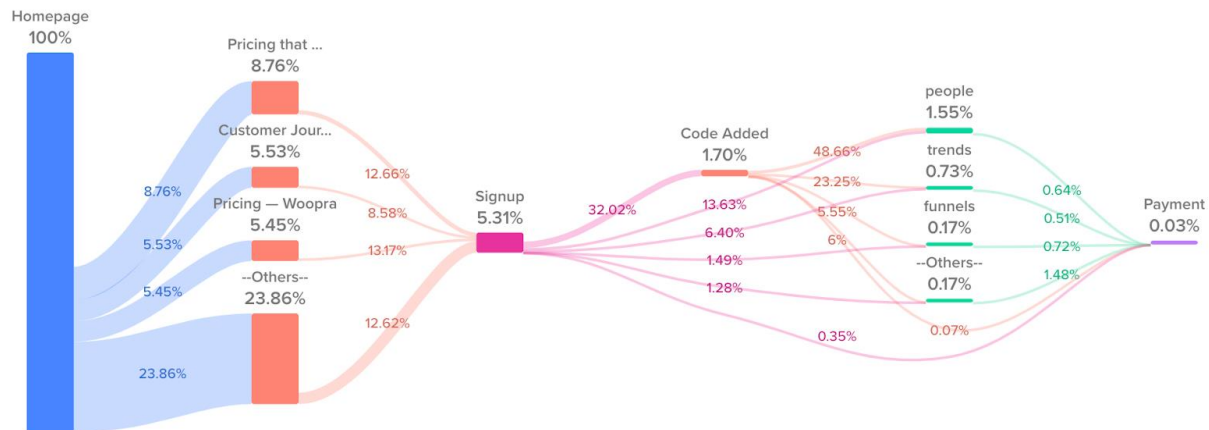 Homepage
100%
Pricing that ...
8.76%
Customer Jour...
5.53%
Pricing — Woopra
5.45%
--Others--
23.86%
8.76%
5.53%
5.45%
23.86%
12.66%
8.58%
13.17%
12.62%
Signup
5.31%
32.02%
Code Added
1.70%
13.63%
6.40%
1.49%
1.28%
0.35%
48.66%
23.25%
5.55%
6%
0.07%
people
1.55%
trends
0.73%
funnels
0.17%
--Others--
0.17%
0.64%
0.51%
0.72%
1.48%
Payment
0.03%